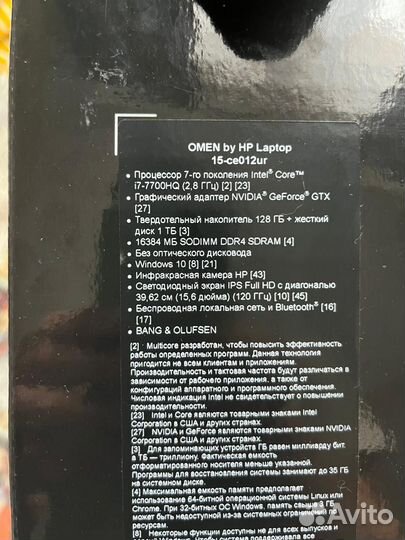 OMEN by HP Laptop
15-ce012ur
• Процессор 7-го поколения Intel® Core™
i7-7700HQ (2,8 ГГц) [2] [23]
• Графический адаптер NVIDIA® GeForce® GTX
[27]
• Твердотельный накопитель 128 ГБ + жесткий
диск 1 ТБ [3]
• 16384 МБ SODIMM DDR4 SDRAM [4]
• Без оптического дисковода
• Windows 10 [8] [21]
• Инфракрасная камера HP [43]
• Светодиодный экран IPS Full HD с диагональю
39,62 см (15,6 дюйма) (120 ГГц) [10] [45]
• Беспроводная локальная сеть и Bluetooth® [16]
[17]
• BANG & OLUFSEN
[2] · Multicore разработан, чтобы повысить эффективность
работы определенных программ. Данная технология
пригодится не всем клиентам и приложениям.
Производительность и тактовая частота будут различаться в
зависимости от рабочего приложения, а также от
конфигураций аппаратного и программного обеспечения.
Числовая индикация Intel не свидетельствует о повышении
производительности.
[23] Intel и Core являются товарными знаками Intel
Corporation в США и других странах.
[27] NVIDIA и GeForce являются товарными знаками NVIDIA
Corporation в США и других странах.
[3] Для запоминающих устройств ГБ равен миллиарду бит,
а ТБ – триллиону. Фактическая емкость
отформатированного носителя меньше указанной.
Программы для восстановления системы занимают до 35 ГБ
на системном диске.
[4] Максимальная емкость памяти предполагает
использование 64-битной операционной системы Linux или
Chrome. При 32-битных ОС Windows, память свыше 3 ГБ
может быть недоступной из-за системных ограничений по
ресурсам.
[8] Некоторые функции доступны не для всех выпусков и
Windows. Чтобы система поддерживала все
Avito